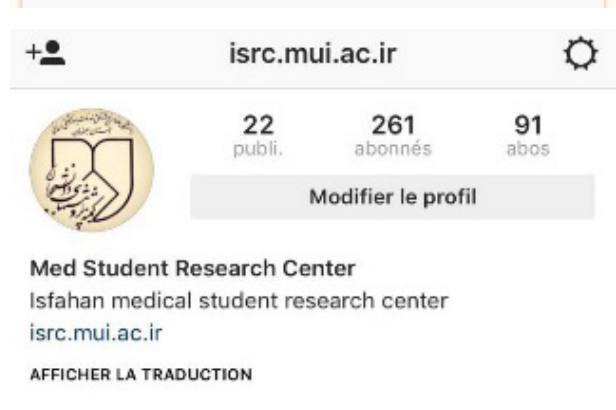 isrc.mui.ac.ir
22 261 91
publi. abonnés abos
Modifier le profil
Med Student Research Center
Isfahan medical student research center
isrc.mui.ac.ir
AFFICHER LA TRADUCTION